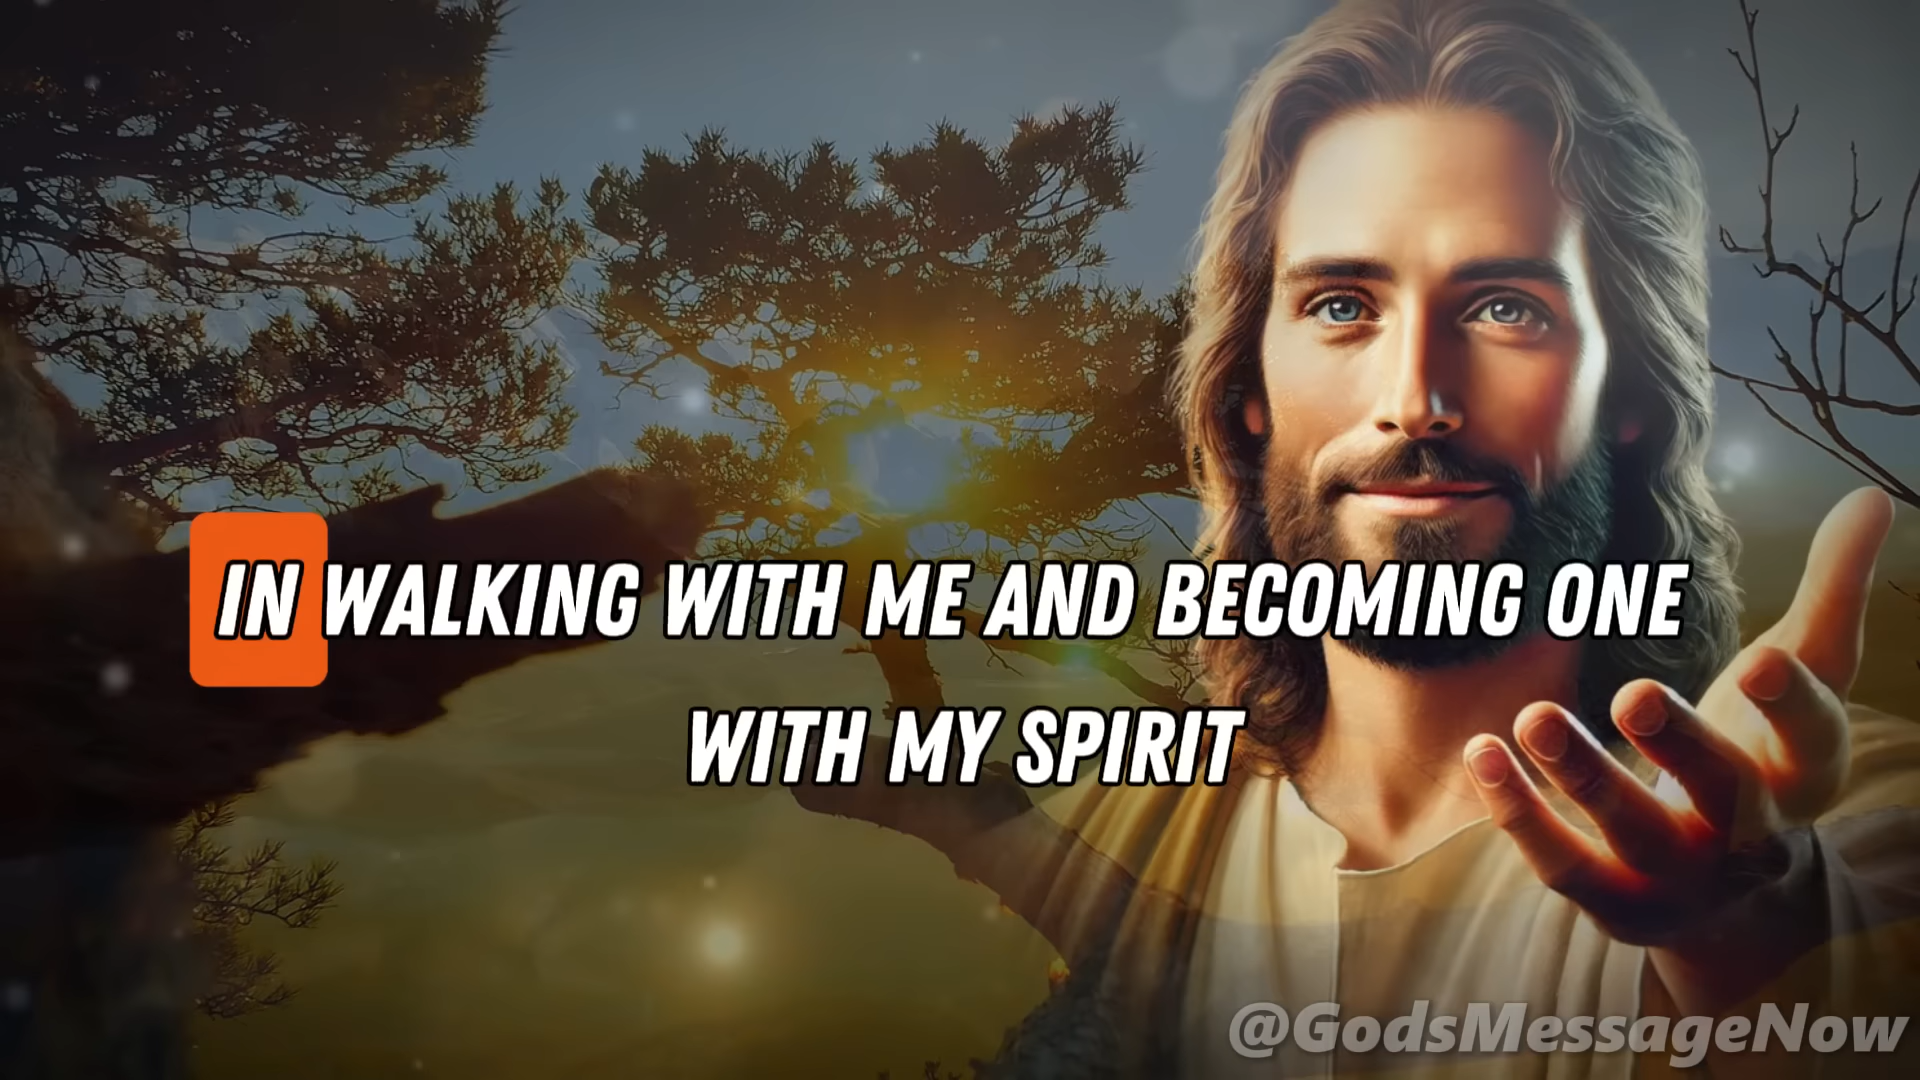 IN WALKING WITH ME AND BECOMING ONE
WITH MY SPIRIT
@GodsMessageNow